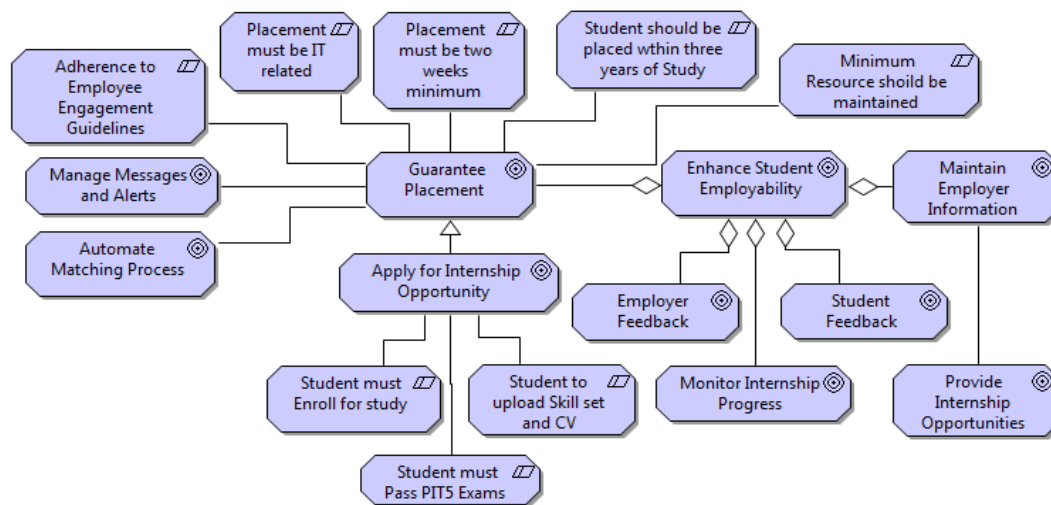 Placement
must be IT
related
Placement
must be two
weeks
minimum
Student should be
placed wthin three
years of Study
Minimum
Resource shoild be
maintained
Adherence to
Employee
Engagement
Guidelines
Manage Messages
and Alerts
Guarantee
Placement
Enhance Student
Employability
Maintain
Employer
Information
Automate
Matching Process
Apply for Internship
Opportunity
Employer
Feedback
Student
Feedback
Student must
Enroll for study
Student to
upload Skill set
and CV
Monitor Internship
Progress
Provide
Internship
Opportunities
Student must
Pass PIT5 Exams